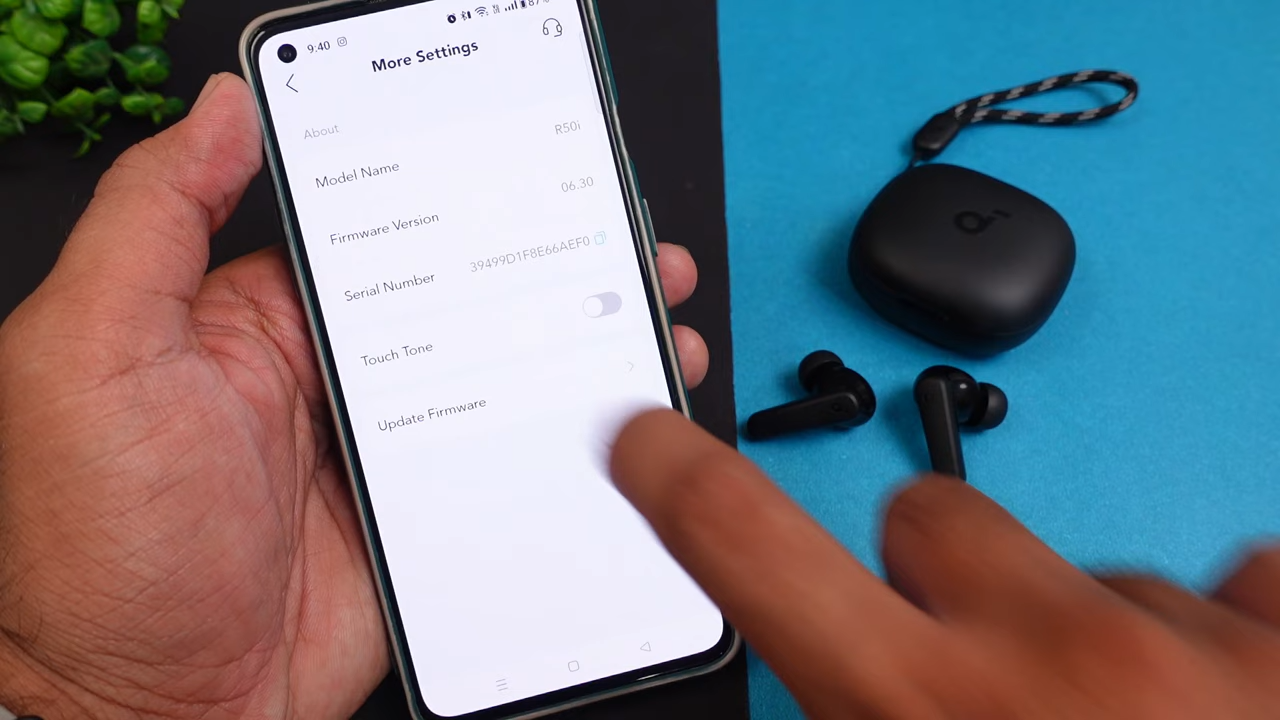 9:40
87%
More Settings
About
Model Name
R50i
Firmware Version
06.30
Serial Number
39499D1F8E66AEF0
Touch Tone
Update Firmware